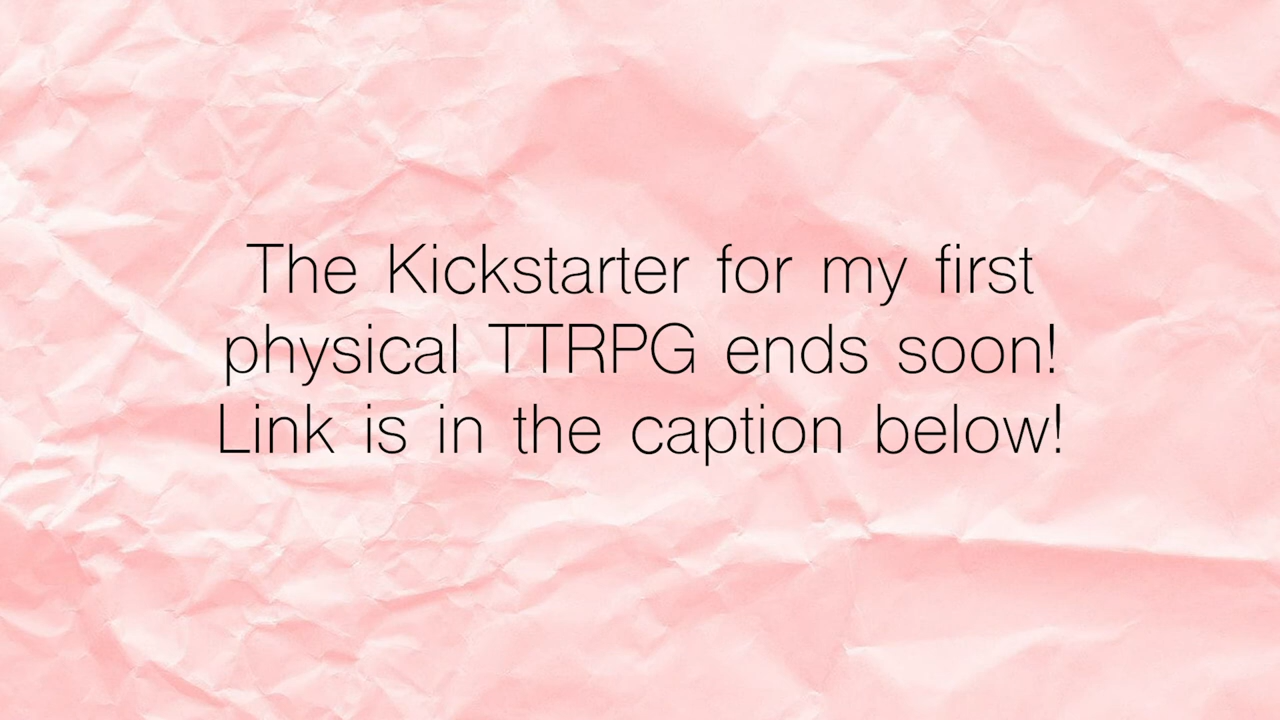 The Kickstarter for my first
physical TTRPG ends soon!
Link is in the caption below!